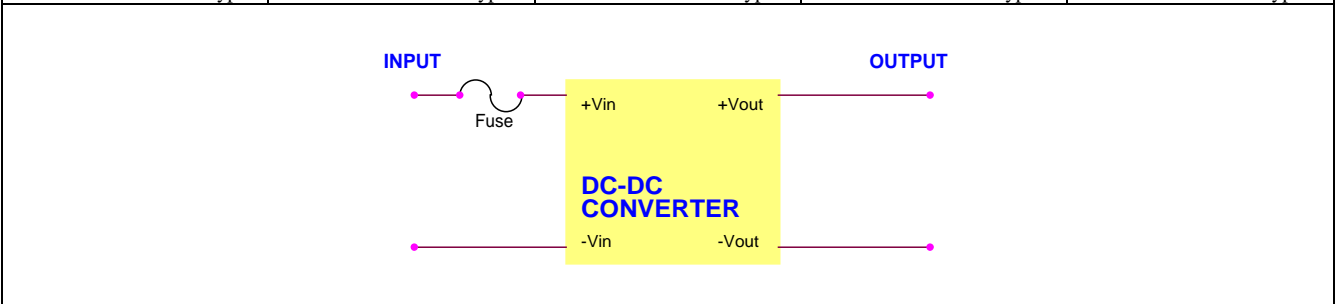 INPUT
OUTPUT
+Vin
+Vout
Fuse
DC-DC
CONVERTER
-Vin
-Vout